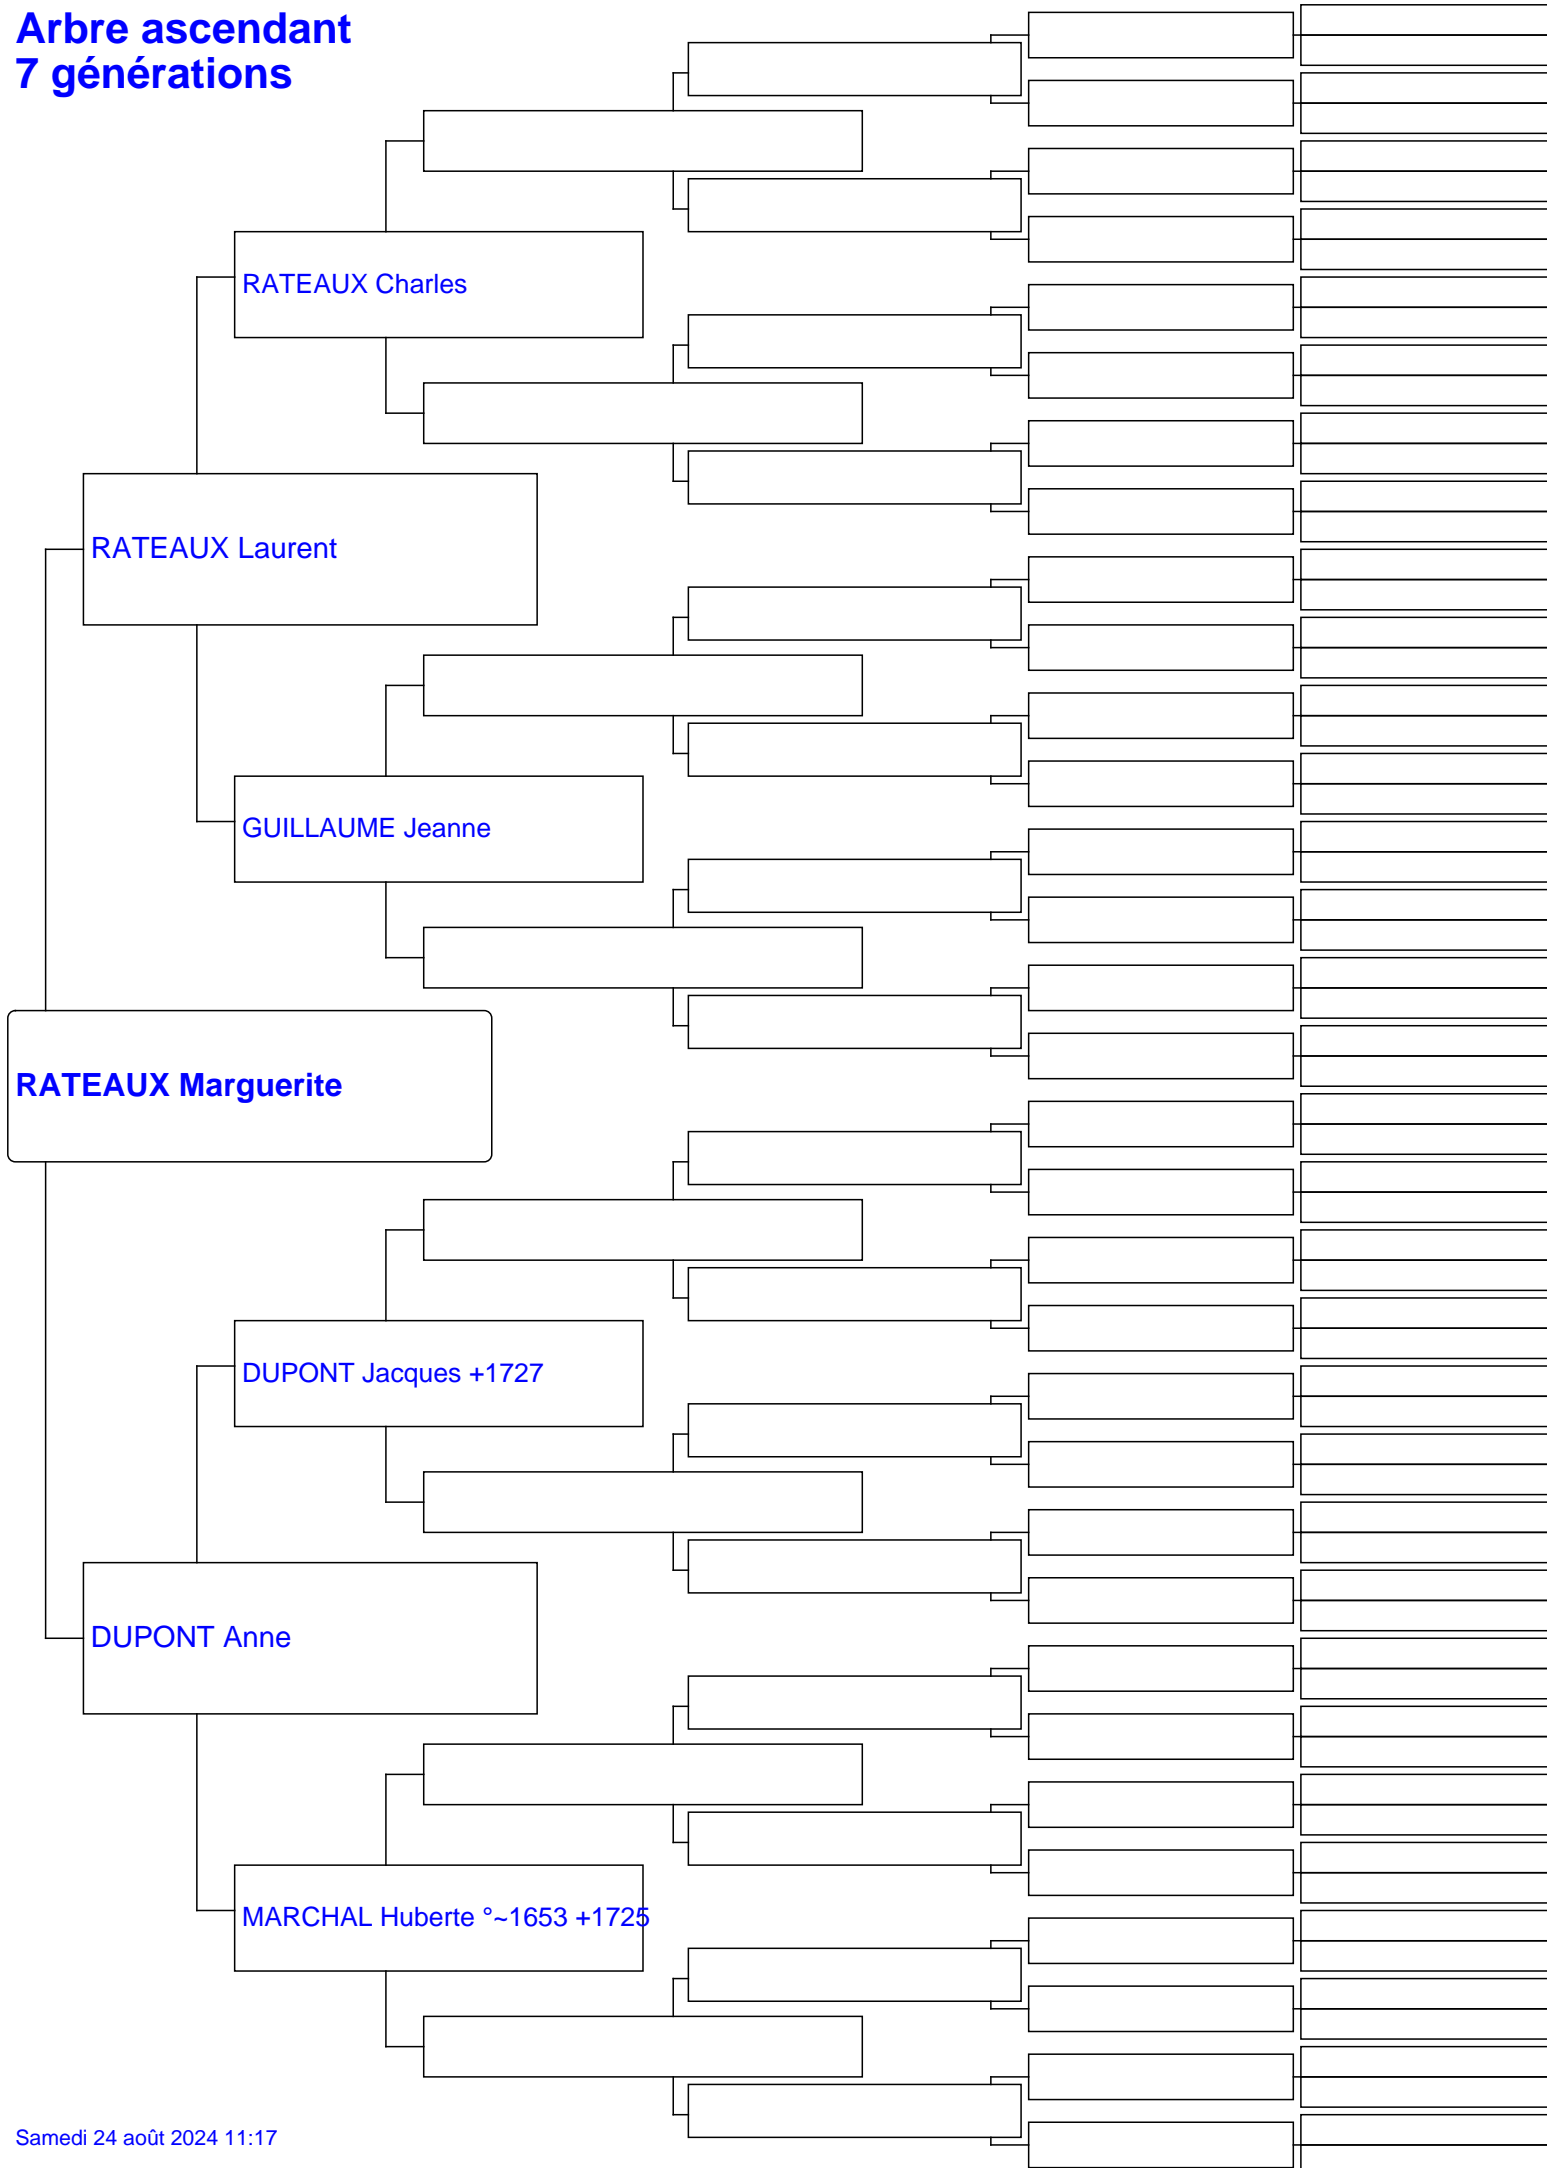 Arbre ascendant
7 générations
RATEAUX Charles
RATEAUX Laurent
GUILLAUME Jeanne
RATEAUX Marguerite
DUPONT Jacques +1727
DUPONT Anne
MARCHAL Huberte °~1653 +1725
Samedi 24 août 2024 11:17